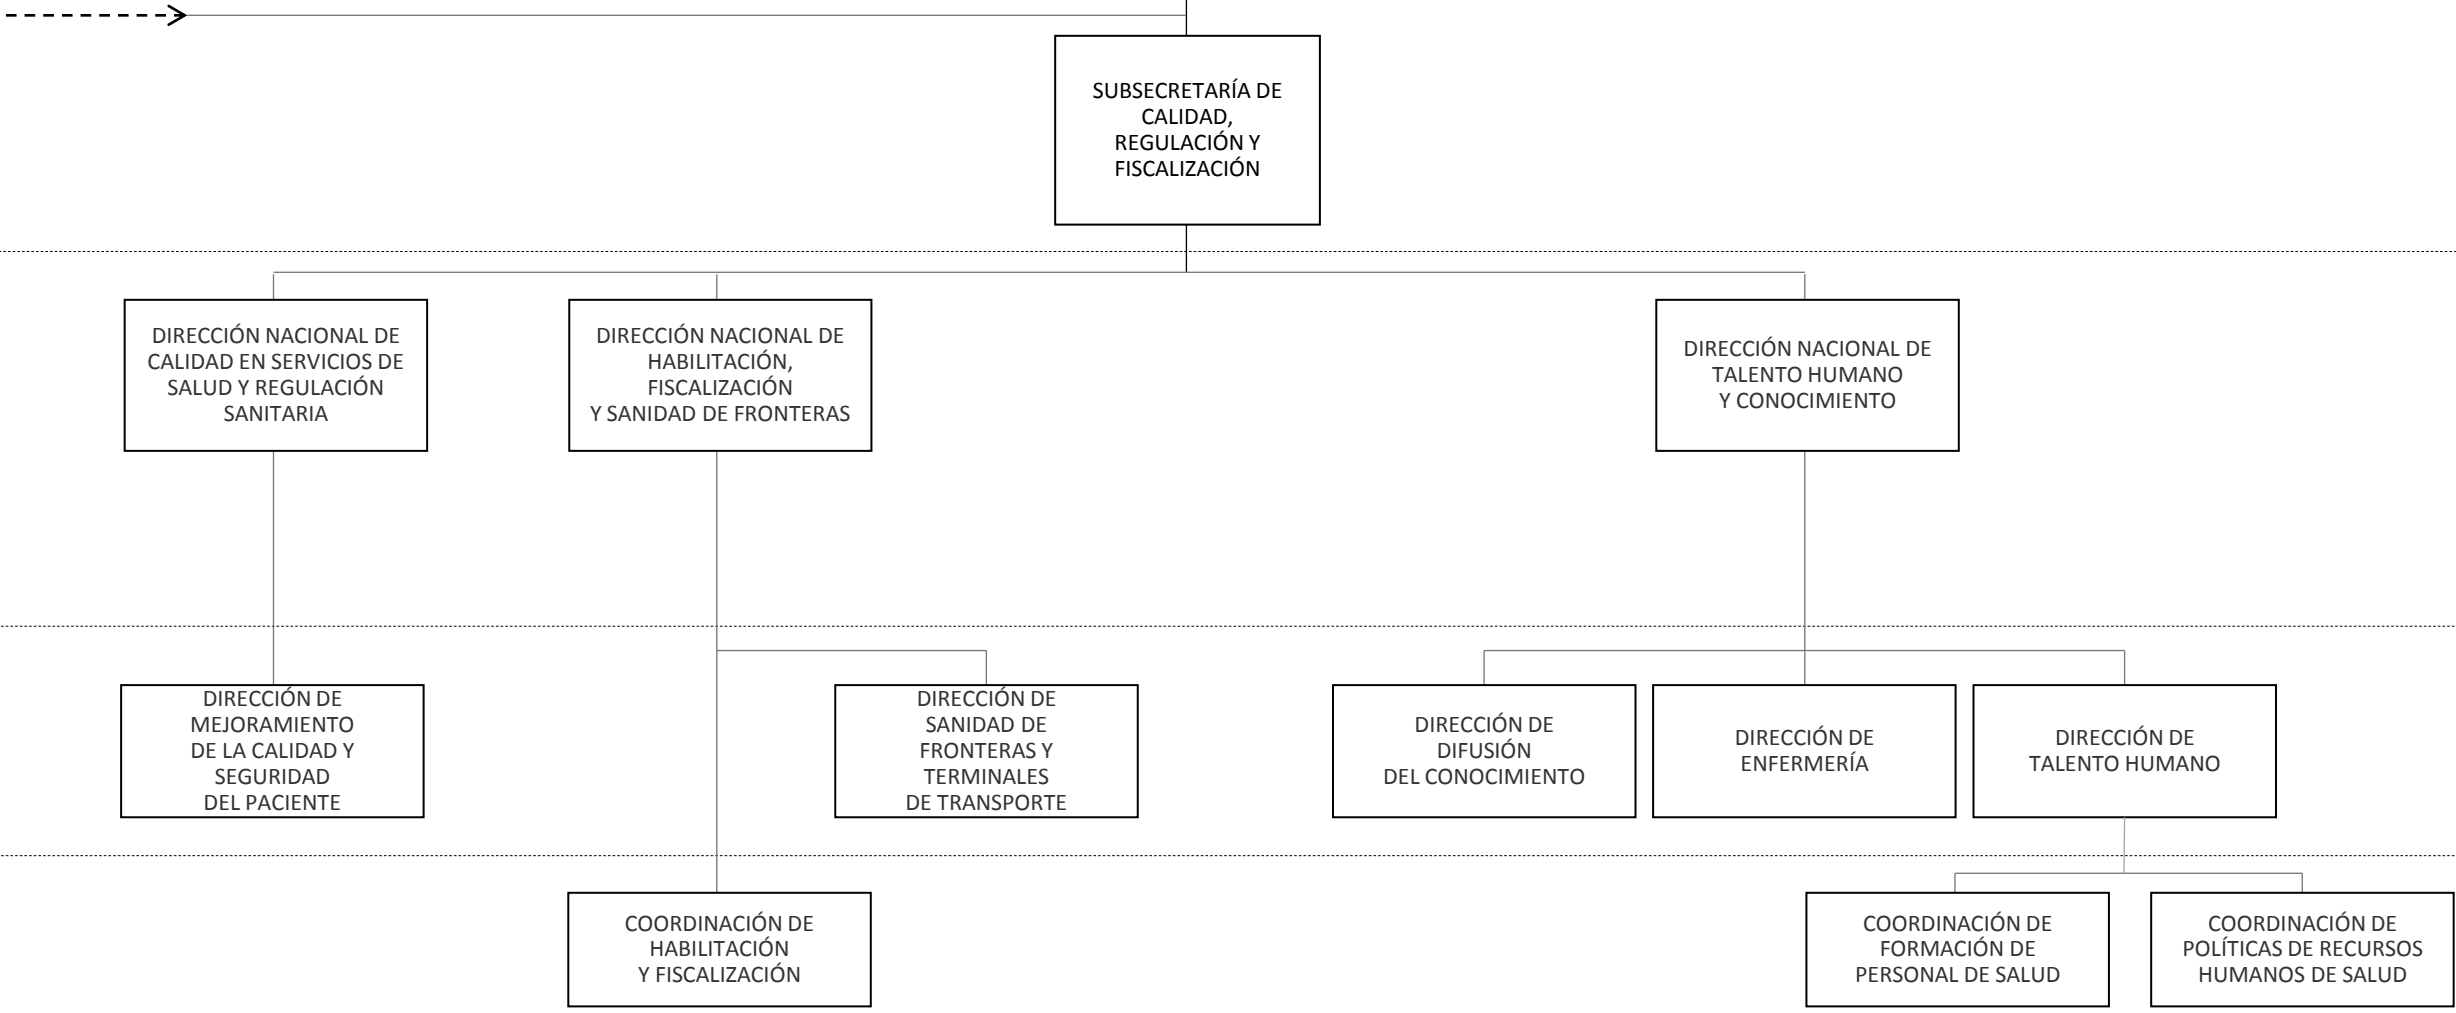 SUBSECRETARÍA DE
CALIDAD,
REGULACIÓN Y
FISCALIZACIÓN
DIRECCIÓN NACIONAL DE
CALIDAD EN SERVICIOS DE
SALUD Y REGULACIÓN
SANITARIA
DIRECCIÓN NACIONAL DE
HABILITACIÓN,
FISCALIZACIÓN
Y SANIDAD DE FRONTERAS
DIRECCIÓN NACIONAL DE
TALENTO HUMANO
Y CONOCIMIENTO
DIRECCIÓN DE
MEJORAMIENTO
DE LA CALIDAD Y
SEGURIDAD
DEL PACIENTE
DIRECCIÓN DE
SANIDAD DE
FRONTERAS Y
TERMINALES
DE TRANSPORTE
DIRECCIÓN DE
DIFUSIÓN
DEL CONOCIMIENTO
DIRECCIÓN DE
ENFERMERÍA
DIRECCIÓN DE
TALENTO HUMANO
COORDINACIÓN DE
HABILITACIÓN
Y FISCALIZACIÓN
COORDINACIÓN DE
FORMACIÓN DE
PERSONAL DE SALUD
COORDINACIÓN DE
POLÍTICAS DE RECURSOS
HUMANOS DE SALUD